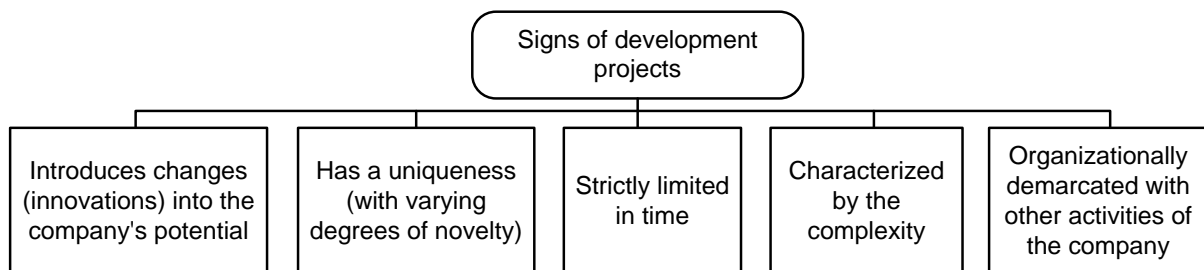 Signs of development
projects
Introduces changes
(innovations) into the
company's potential
Has a uniqueness
(with varying
degrees of novelty)
Strictly limited
in time
Characterized
by the
complexity
Organizationally
demarcated with
other activities of
the company